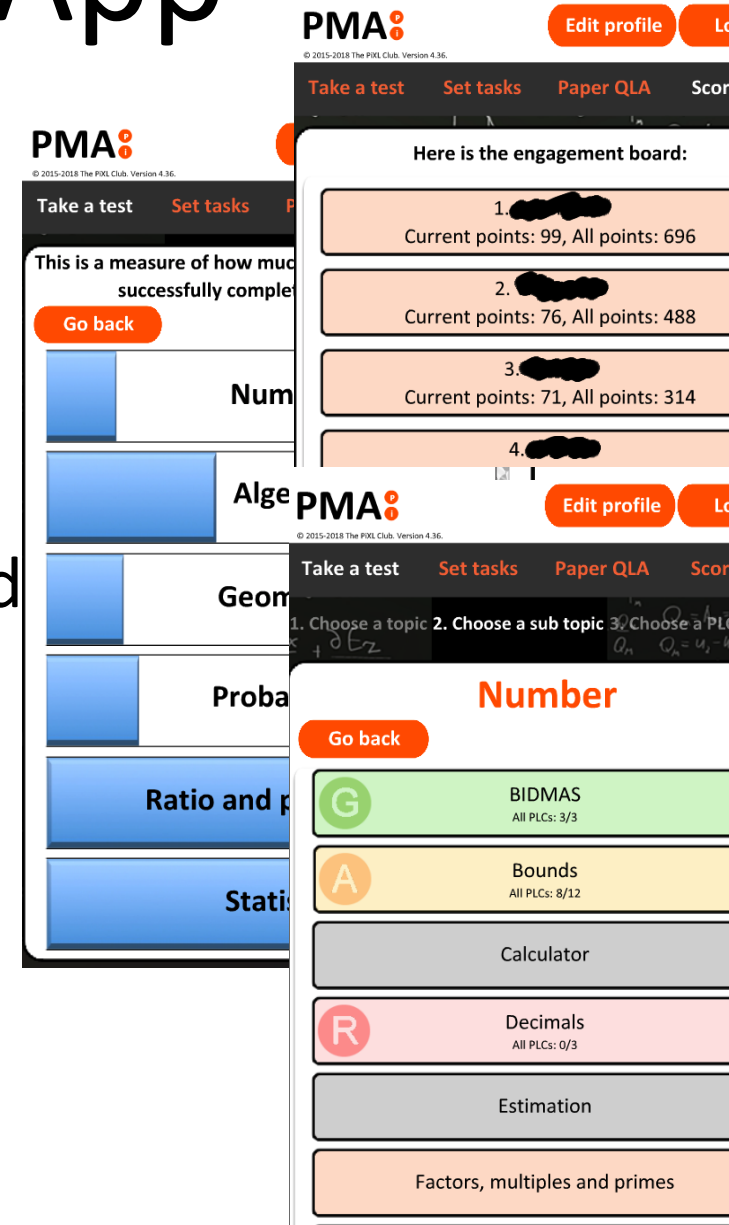 App
PMA
P
i
© 2015-2018 The PiXL Club. Version 4.36.
Edit profile
Take a test Set tasks Paper QLA Scor
Here is the engagement board:
1.
Current points: 99, All points: 696
2.
Current points: 76, All points: 488
3.
Current points: 71, All points: 314
4.
PMA
P
i
© 2015-2018 The PiXL Club. Version 4.36.
Take a test Set tasks P
This is a measure of how muc
successfully complet
Go back
Num
Alge
Geom
Proba
Ratio and p
Statis
d
PMA
P
i
© 2015-2018 The PiXL Club. Version 4.36.
Edit profile
Take a test Set tasks Paper QLA Scor
1. Choose a topic 2. Choose a sub topic 3. Choose a PLC
Number
Go back
G
BIDMAS
All PLCs: 3/3
A
Bounds
All PLCs: 8/12
Calculator
R
Decimals
All PLCs: 0/3
Estimation
Factors, multiples and primes